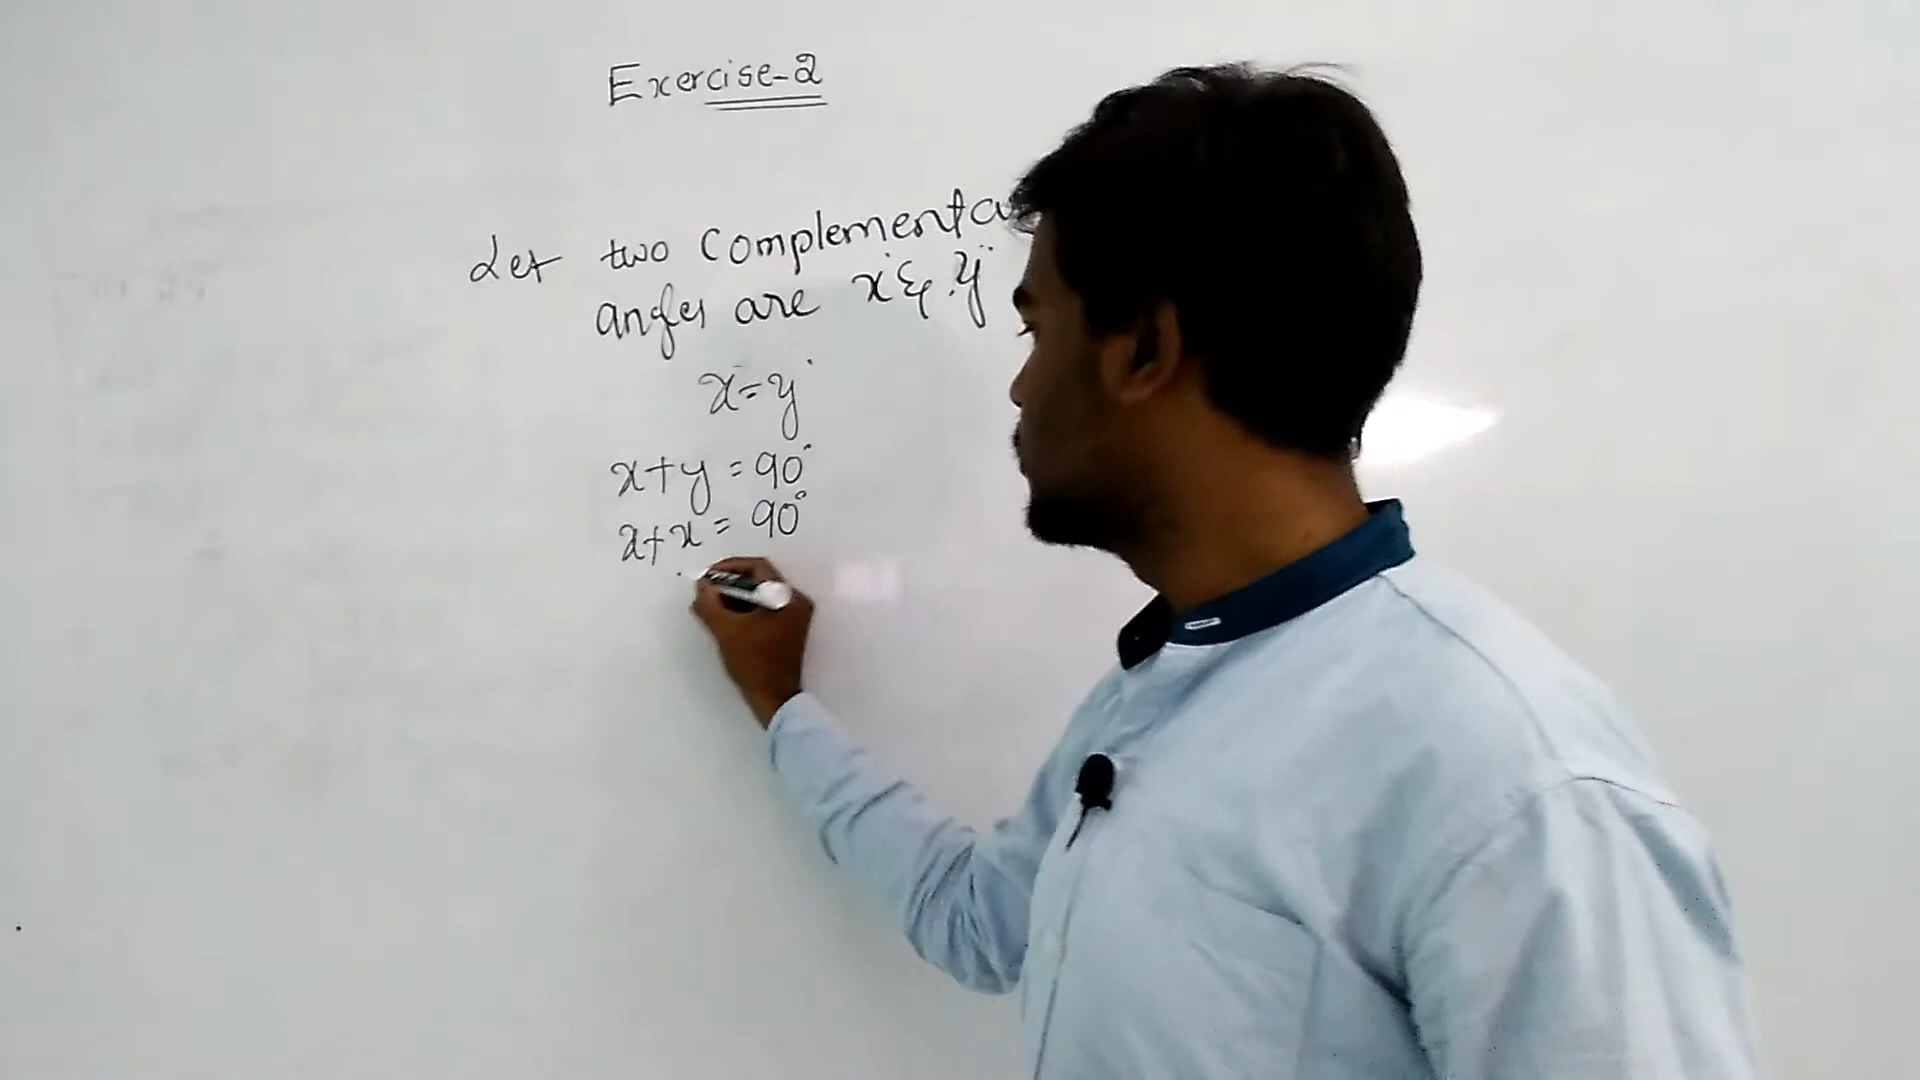 Exercise-2
Let two Complementa
angles are x° & y°
x°=y°
x+y = 90°
x+x = 90°